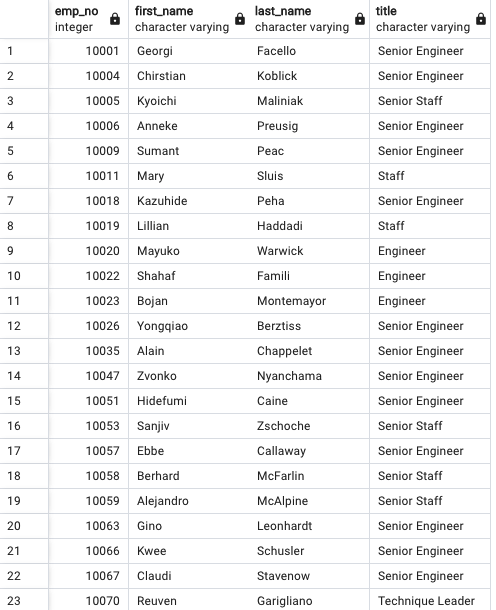 emp_no first_name last_name title
integer character varying character varying character varying
1 10001 Georgi Facello Senior Engineer
2 10004 Chirstian Koblick Senior Engineer
3 10005 Kyoichi Maliniak Senior Staff
4 10006 Anneke Preusig Senior Engineer
5 10009 Sumant Peac Senior Engineer
6 10011 Mary Sluis Staff
7 10018 Kazuhide Peha Senior Engineer
8 10019 Lillian Haddadi Staff
9 10020 Mayuko Warwick Engineer
10 10022 Shahaf Famili Engineer
11 10023 Bojan Montemayor Engineer
12 10026 Yongqiao Berztiss Senior Engineer
13 10035 Alain Chappelet Senior Engineer
14 10047 Zvonko Nyanchama Senior Engineer
15 10051 Hidefumi Caine Senior Engineer
16 10053 Sanjiv Zschoche Senior Staff
17 10057 Ebbe Callaway Senior Engineer
18 10058 Berhard McFarlin Senior Staff
19 10059 Alejandro McAlpine Senior Staff
20 10063 Gino Leonhardt Senior Engineer
21 10066 Kwee Schusler Senior Engineer
22 10067 Claudi Stavenow Senior Engineer
23 10070 Reuven Garigliano Technique Leader